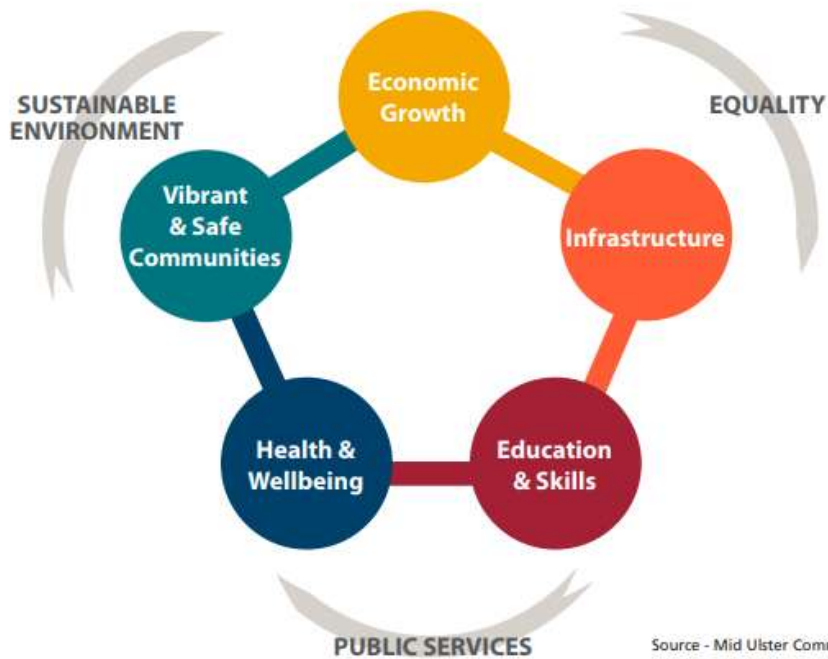 Economic
Growth
SUSTAINABLE
ENVIRONMENT
EQUALITY
Vibrant
& Safe
Communities
Infrastructure
Health &
Wellbeing
Education
& Skills
PUBLIC SERVICES
Source - Mid Ulster